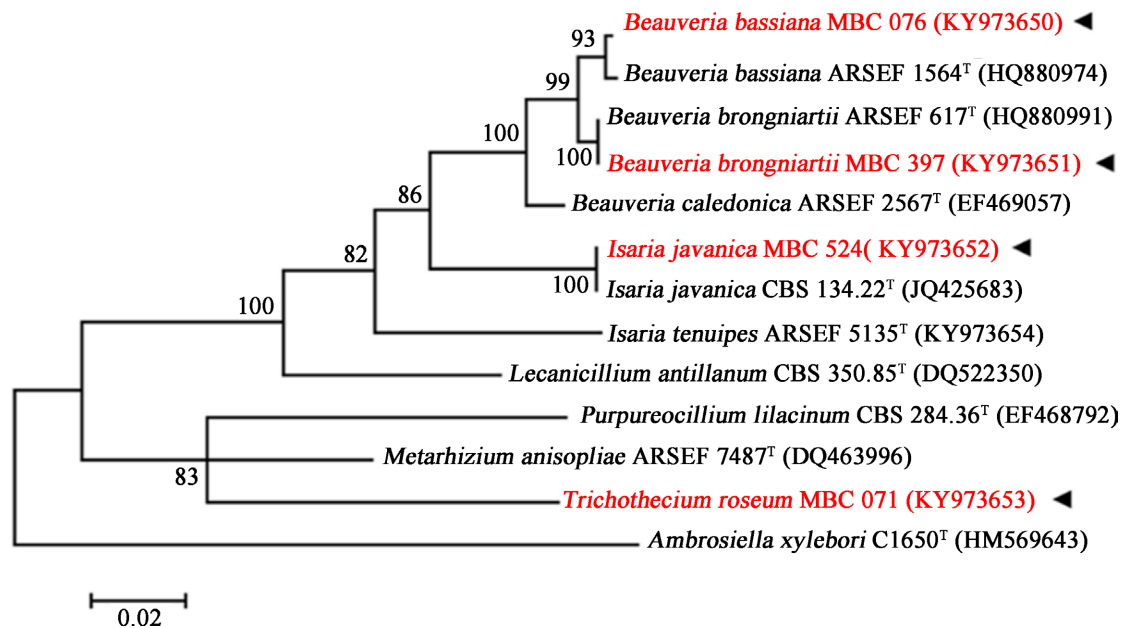 Beauveria bassiana MBC 076 (KY973650)
93
Beauveria bassiana ARSEF 1564ᵀ (HQ880974)
99
Beauveria brongniartii ARSEF 617ᵀ (HQ880991)
100
100
Beauveria brongniartii MBC 397 (KY973651)
86
Beauveria caledonica ARSEF 2567ᵀ (EF469057)
Isaria javanica MBC 524( KY973652)
82
100
Isaria javanica CBS 134.22ᵀ (JQ425683)
100
Isaria tenuipes ARSEF 5135ᵀ (KY973654)
Lecanicillium antillanum CBS 350.85ᵀ (DQ522350)
Purpureocillium lilacinum CBS 284.36ᵀ (EF468792)
Metarhizium anisopliae ARSEF 7487ᵀ (DQ463996)
83
Trichothecium roseum MBC 071 (KY973653)
Ambrosiella xylebori C1650ᵀ (HM569643)
0.02